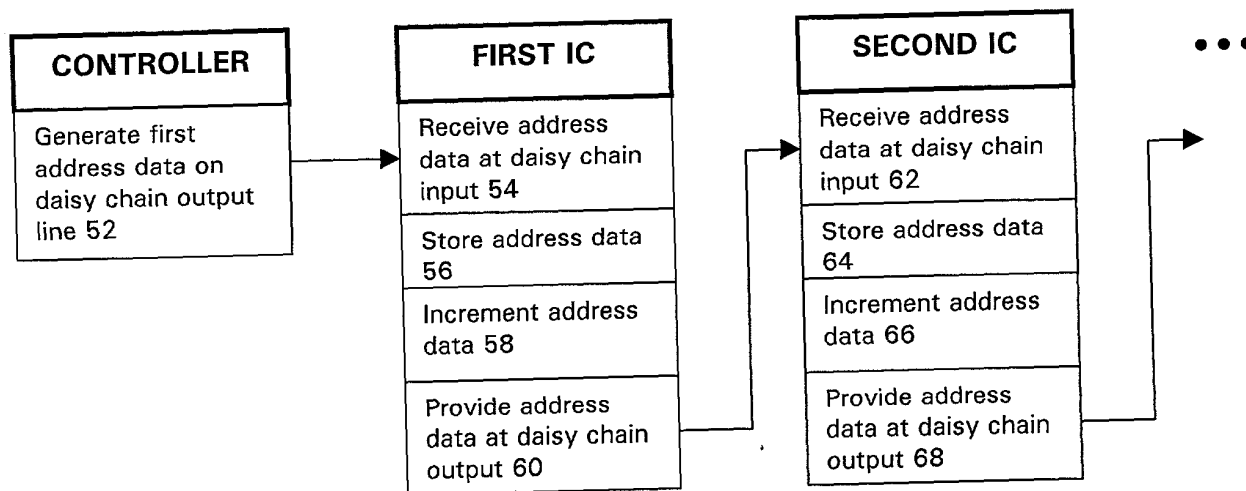 CONTROLLER
Generate first
address data on
daisy chain output
line 52
FIRST IC
Receive address
data at daisy chain
input 54
Store address data
56
Increment address
data 58
Provide address
data at daisy chain
output 60
SECOND IC
Receive address
data at daisy chain
input 62
Store address data
64
Increment address
data 66
Provide address
data at daisy chain
output 68
• • •